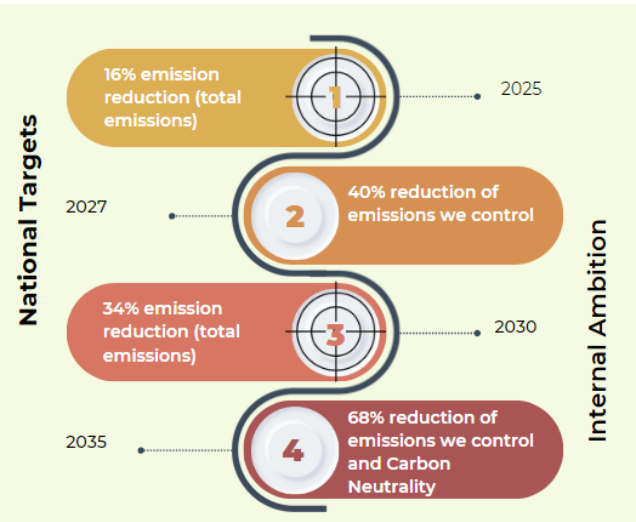 16% emission
reduction (total
emissions)
1
2025
National Targets
2027
2
40% reduction of
emissions we control
34% emission
reduction (total
emissions)
3
2030
Internal Ambition
2035
4
68% reduction of
emissions we control
and Carbon
Neutrality